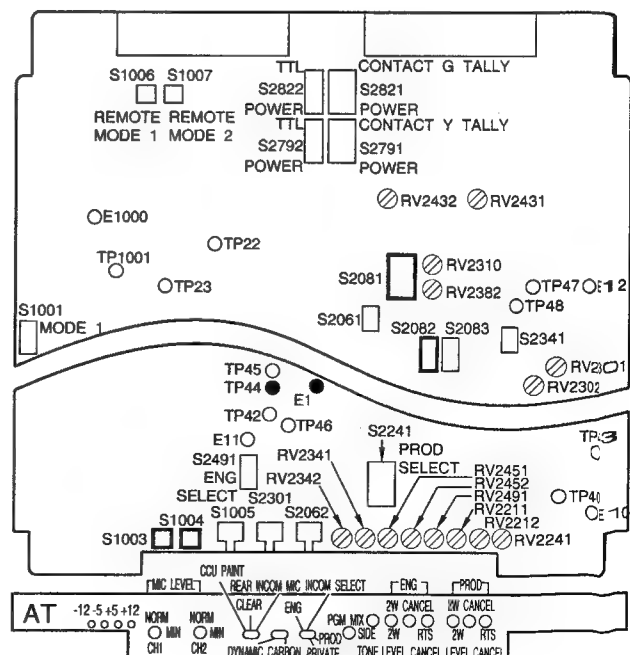 S1006 S1007
REMOTE REMOTE
MODE 1 MODE 2
TTL CONTACT G TALLY
S2822 S2821
POWER POWER
TTL CONTACT Y TALLY
S2792 S2791
POWER POWER
RV2432 RV2431
E1000
TP22
TP1001
TP23
S2081 RV2310
RV2382
TP47 E12
TP48
S1001
MODE 1
S2061
S2082 S2083 S2341
RV2301
RV2302
TP45
TP44
E1
TP42
TP46
E11
S2491
ENG
SELECT
S2301
S2241
PROD
SELECT
RV2341
RV2342
RV2451
RV2452
RV2491
RV2211
RV2212
RV2241
TP40
S1003 S1004 S1005 S2062
CCU PAINT
MIC LEVEL REAR INCOM MIC INCOM SELECT ENG PROD
AT -12 -5 +5 +12
CLEAR ENG 2W CANCEL 2W CANCEL
NORM NORM PGM MIX
MIN MIN PROD SIDE 2W RTS 2W RTS
CH1 CH2 DYNAMIC CARBON PRIVATE TONE LEVEL CANCEL LEVEL CANCEL